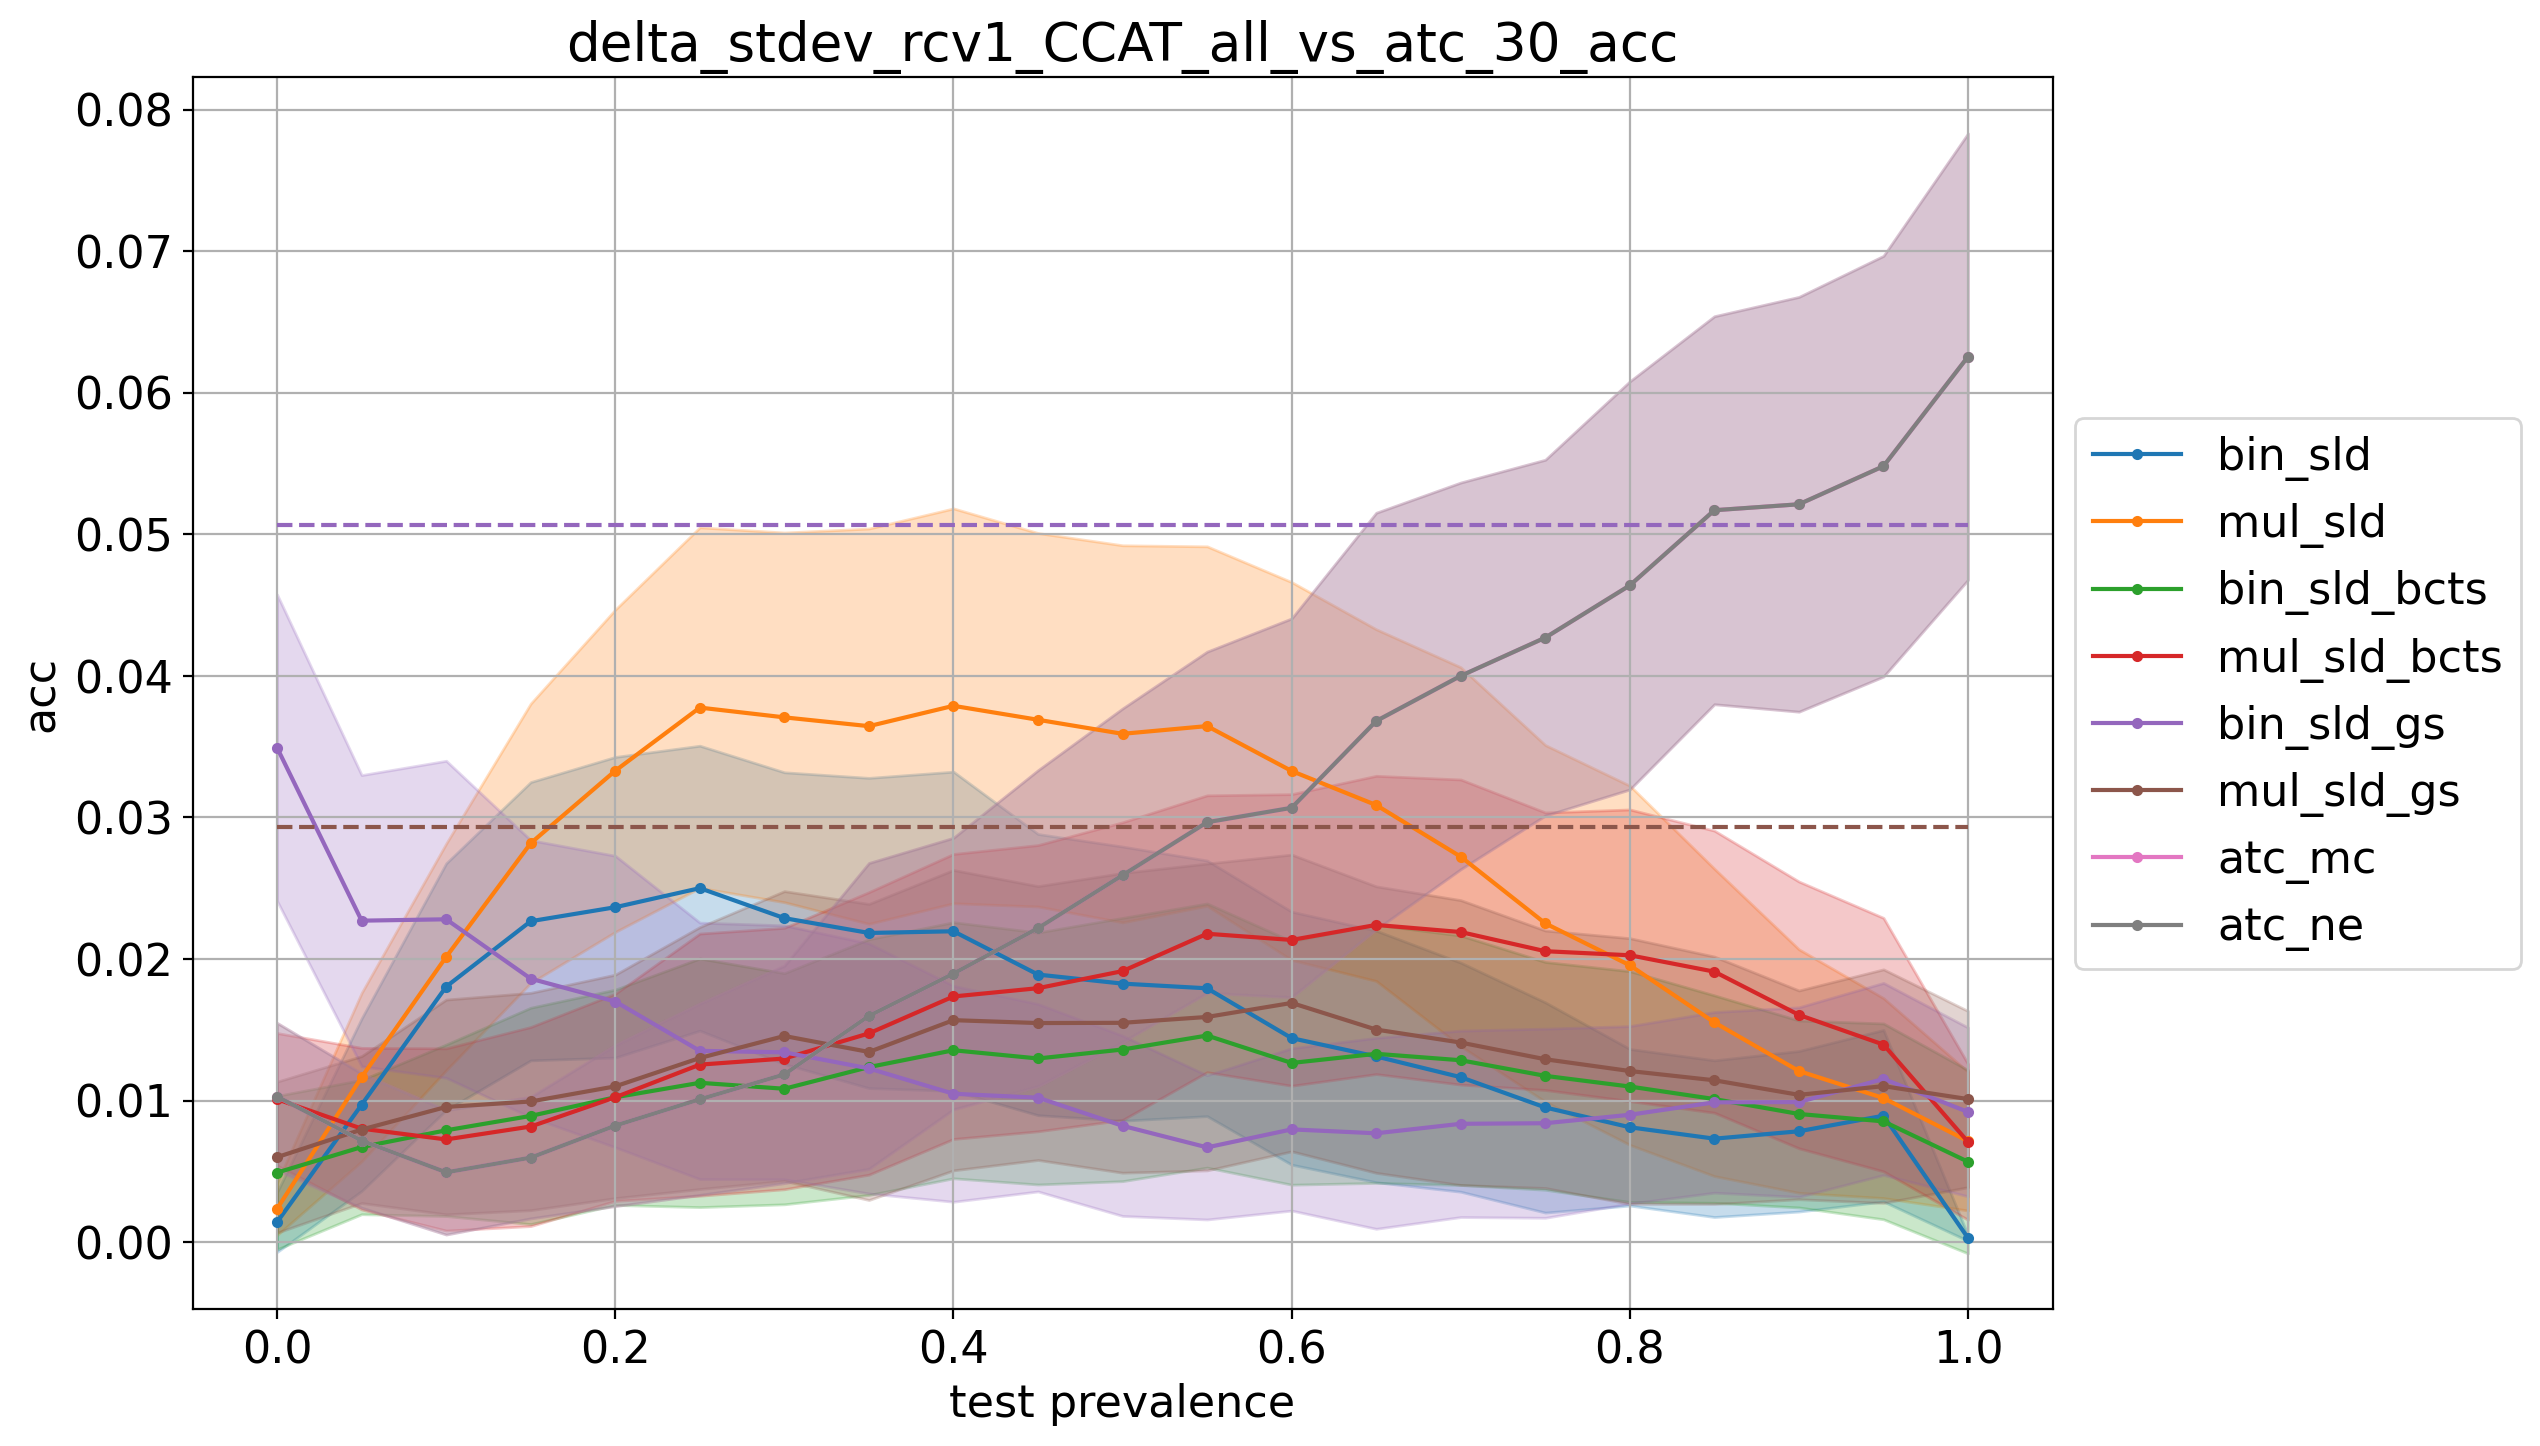 delta_stdev_rcv1_CCAT_all_vs_atc_30_acc
0.08
0.07
0.06
0.05
0.04
0.03
0.02
0.01
0.00
acc
0.0 0.2 0.4 0.6 0.8 1.0
test prevalence
bin_sld
mul_sld
bin_sld_bcts
mul_sld_bcts
bin_sld_gs
mul_sld_gs
atc_mc
atc_ne